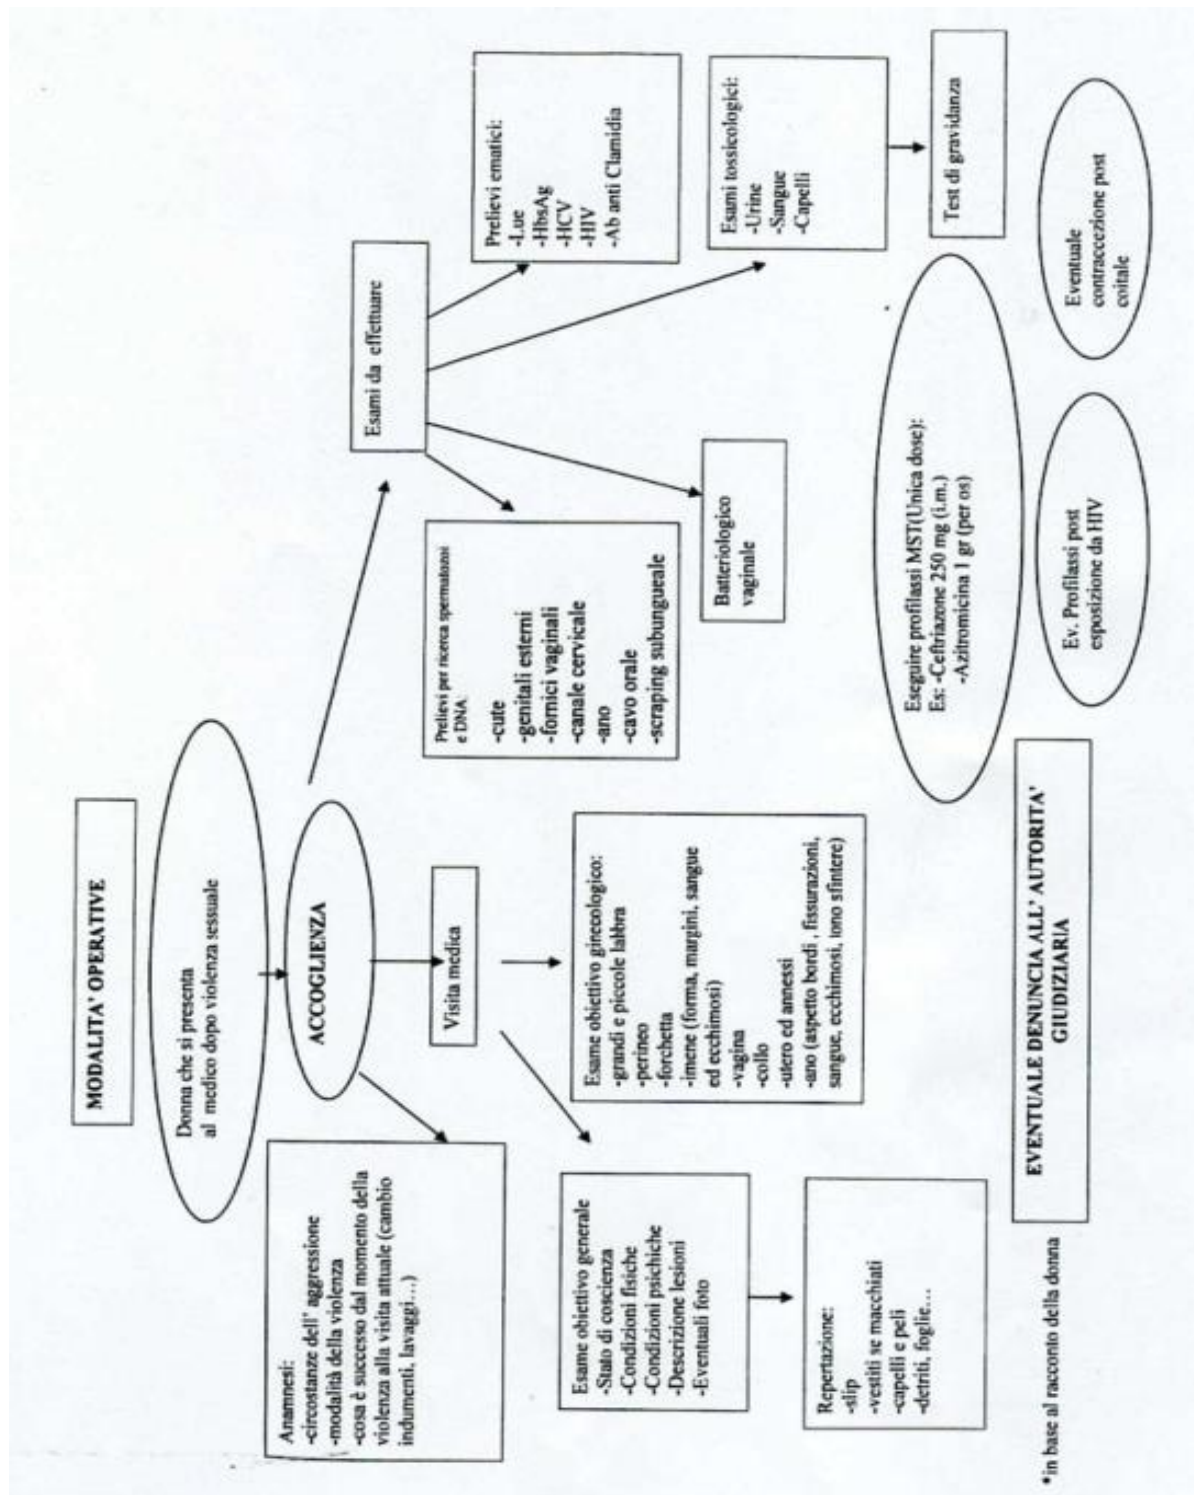 MODALITA' OPERATIVE
Donna che si presenta
al medico dopo violenza sessuale
ACCOGLIENZA
Anamnesi:
-circostanze dell' aggressione
-modalità della violenza
-cosa è successo dal momento della
violenza alla visita attuale (cambio
indumenti, lavaggi…)
Visita medica
Esame obiettivo generale
-Stato di coscienza
-Condizioni fisiche
-Condizioni psichiche
-Descrizione lesioni
-Eventuali foto
Repertazione:
-slip
-vestiti se macchiati
-capelli e peli
-detriti, foglie…
Esame obiettivo ginecologico:
-grandi e piccole labbra
-perineo
-forchetta
-imene (forma, margini, sangue
ed ecchimosi)
-vagina
-collo
-utero ed annessi
-ano (aspetto bordi , fissurazioni,
sangue, ecchimosi, iono sfintere)
Esami da effettuare
Prelievi per ricerca spermatozoi
e DNA:
-cute
-genitali esterni
-fornici vaginali
-canale cervicale
-ano
-cavo orale
-scraping subungueale
Batteriologico
vaginale
Prelievi ematici:
-Lue
-HbsAg
-HCV
-HIV
-Ab anti Clamidia
Esami tossicologici:
-Urine
-Sangue
-Capelli
Test di gravidanza
Eseguire profilassi MST(Unica dose):
Es: -Ceftriazone 250 mg (i.m.)
-Azitromicina 1 gr (per os)
Ev. Profilassi post
esposizione da HIV
Eventuale
contraccezione post
coitale
EVENTUALE DENUNCIA ALL' AUTORITA'
GIUDIZIARIA
*in base al racconto della donna